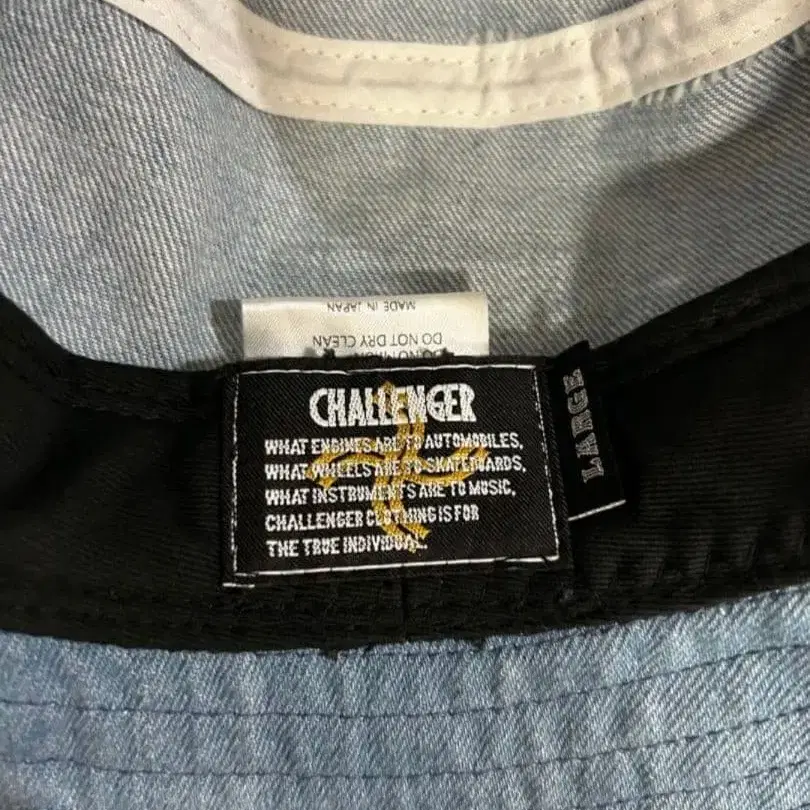 MADE IN JAPAN
DO NOT DRY CLEAN
CHALLENGER
WHAT ENGINES ARE TO AUTOMOBILES,
WHAT WHEELS ARE TO SKATEBOARDS,
WHAT INSTRUMENTS ARE TO MUSIC,
CHALLENGER CLOTHING IS FOR
THE TRUE INDIVIDUAL.
LARGE